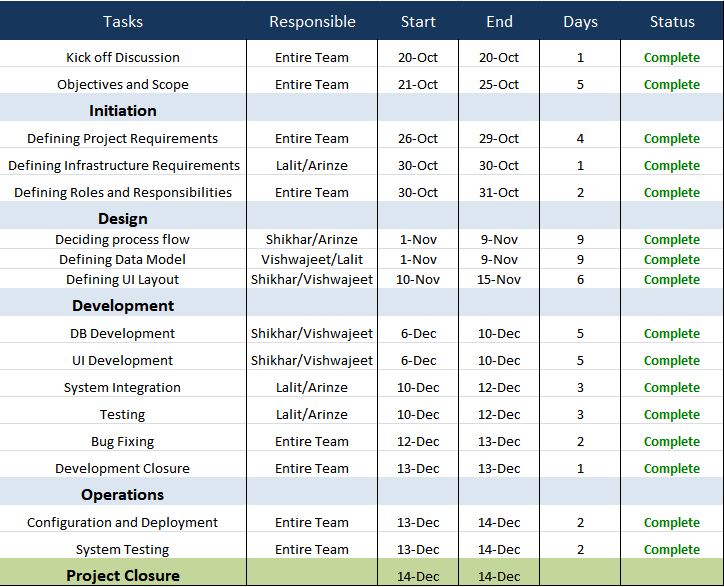 Tasks Responsible Start End Days Status
Kick off Discussion Entire Team 20-Oct 20-Oct 1 Complete
Objectives and Scope Entire Team 21-Oct 25-Oct 5 Complete
Initiation
Defining Project Requirements Entire Team 26-Oct 29-Oct 4 Complete
Defining Infrastructure Requirements Lalit/Arinze 30-Oct 30-Oct 1 Complete
Defining Roles and Responsibilities Entire Team 30-Oct 31-Oct 2 Complete
Design
Deciding process flow Shikhar/Arinze 1-Nov 9-Nov 9 Complete
Defining Data Model Vishwajeet/Lalit 1-Nov 9-Nov 9 Complete
Defining UI Layout Shikhar/Vishwajeet 10-Nov 15-Nov 6 Complete
Development
DB Development Shikhar/Vishwajeet 6-Dec 10-Dec 5 Complete
UI Development Shikhar/Vishwajeet 6-Dec 10-Dec 5 Complete
System Integration Lalit/Arinze 10-Dec 12-Dec 3 Complete
Testing Lalit/Arinze 10-Dec 12-Dec 3 Complete
Bug Fixing Entire Team 12-Dec 13-Dec 2 Complete
Development Closure Entire Team 13-Dec 13-Dec 1 Complete
Operations
Configuration and Deployment Entire Team 13-Dec 14-Dec 2 Complete
System Testing Entire Team 13-Dec 14-Dec 2 Complete
Project Closure 14-Dec 14-Dec